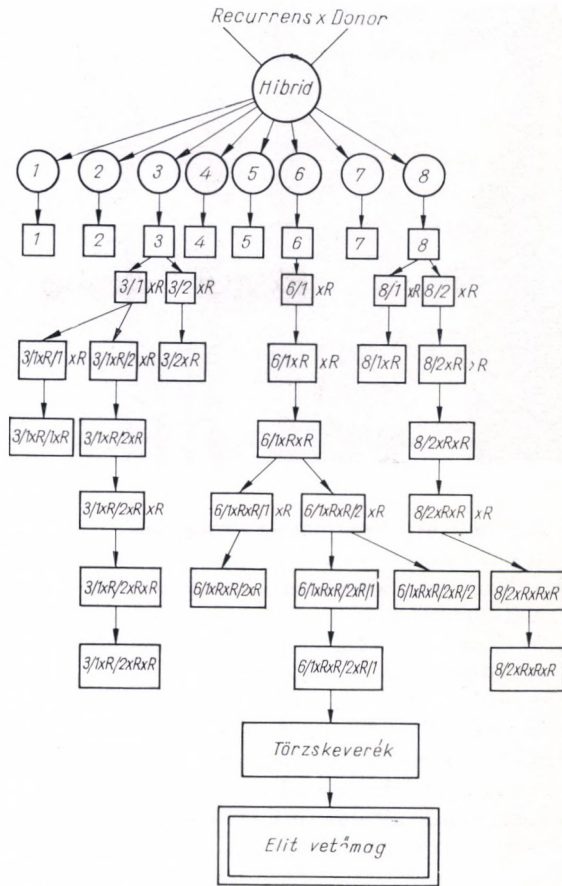 Recurrens x Donor
Hibrid
1 2 3 4 5 6 7 8
1 2 3 4 5 6 7 8
3/1 xR 3/2 xR 6/1 xR 8/1 xR 8/2 xR
3/1xR/1 xR 3/1xR/2 xR 3/2xR 6/1xR xR 8/1xR 8/2xR xR
3/1xR/1xR 3/1xR/2xR 6/1xRxR 8/2xRxR
3/1xR/2xR xR 6/1xRxR/1 xR 6/1xRxR/2 xR 8/2xRxR xR
3/1xR/2xRxR 6/1xRxR/2xR 6/1xRxR/2xR/1 6/1xRxR/2xR/2 8/2xRxRxR
3/1xR/2xRxR 6/1xRxR/2xR/1 8/2xRxRxR
Törzskeverék
Elit vetőmag